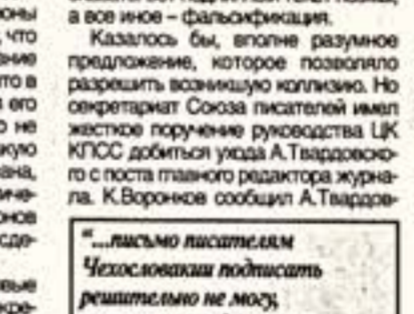 а все иное – фальсификация.
Казалось бы, вполне разумное
предложение, которое позволяло
разрешить возникшую коллизию. Но
секретариат Союза писателей имел
жесткое поручение руководства ЦК
КПСС добиться ухода А.Твардовско-
го с поста главного редактора журна-
ла. К.Воронков сообщил А.Твардов-
"...письмо писателям
Чехословакии подписать
решительно не могу,